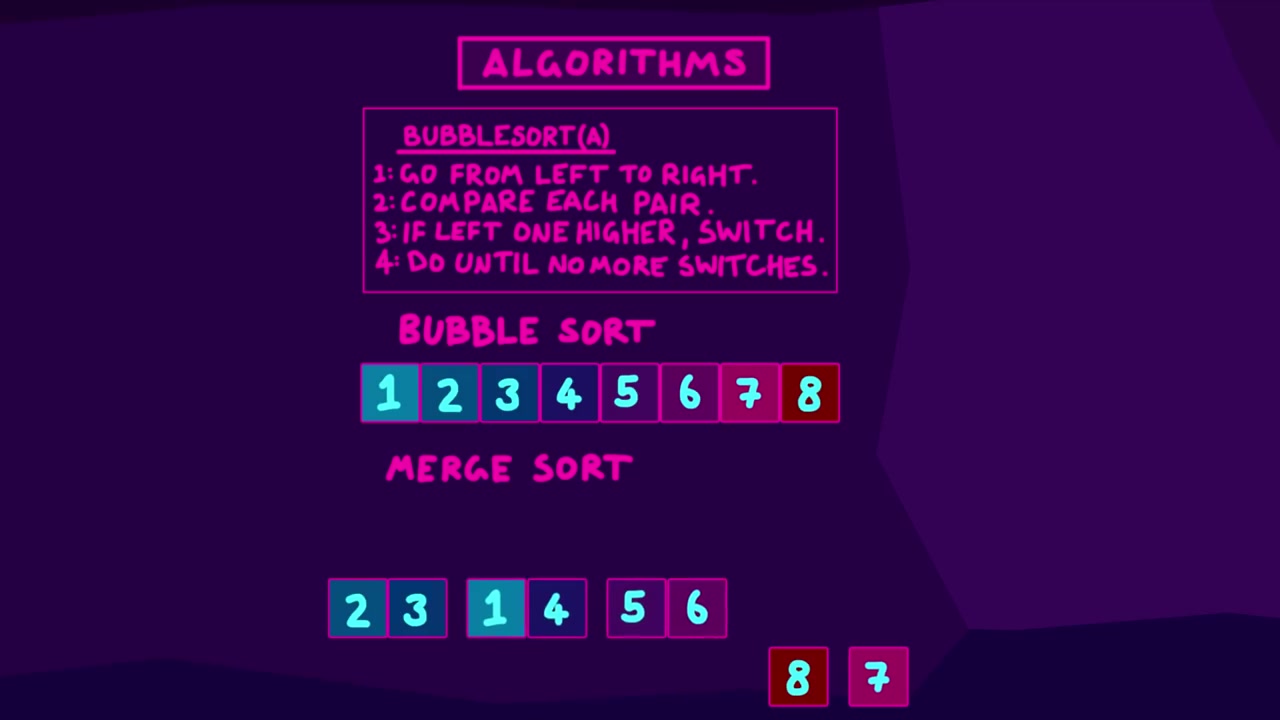 ALGORITHMS
BUBBLESORT(A)
1: GO FROM LEFT TO RIGHT.
2: COMPARE EACH PAIR.
3: IF LEFT ONE HIGHER, SWITCH.
4: DO UNTIL NO MORE SWITCHES.
BUBBLE SORT
1 2 3 4 5 6 7 8
MERGE SORT
2 3 1 4 5 6
8 7